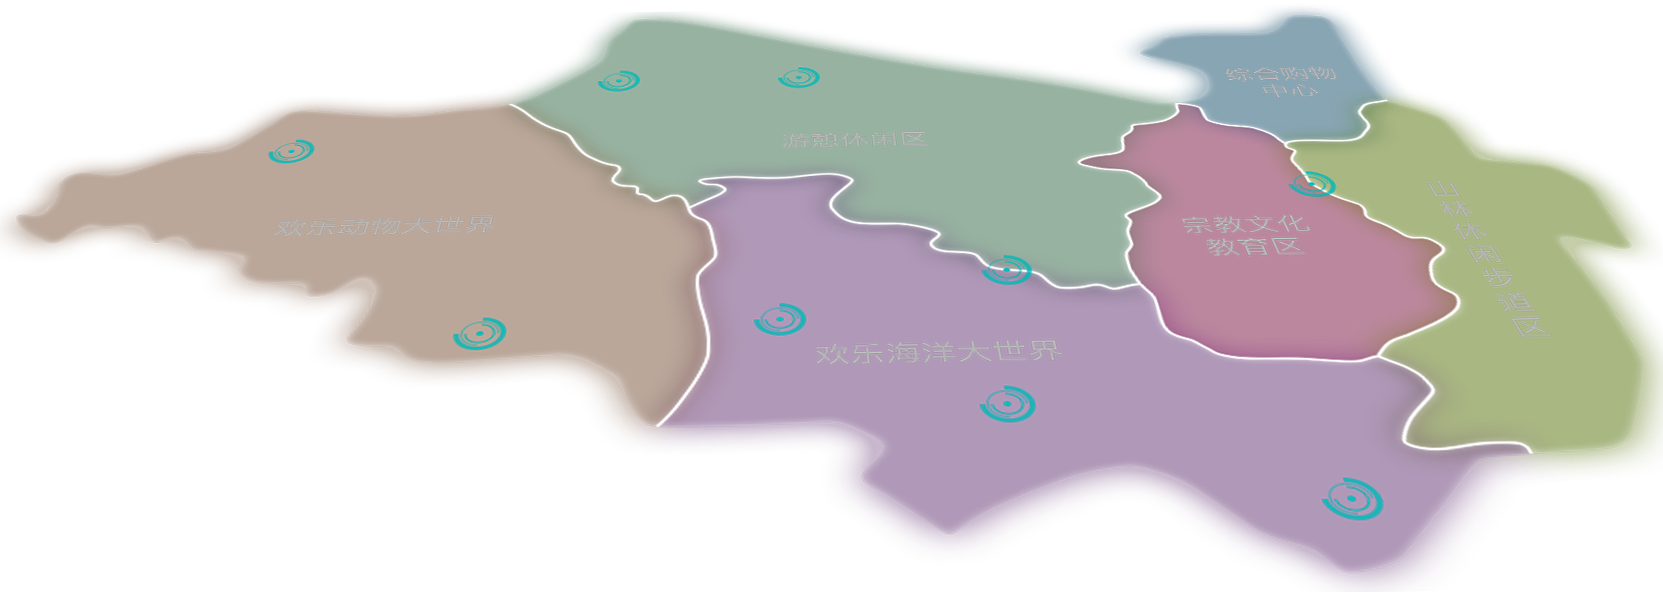 综合购物
中心
游憩休闲区
欢乐动物大世界
宗教文化
教育区
山林休闲步道区
欢乐海洋大世界